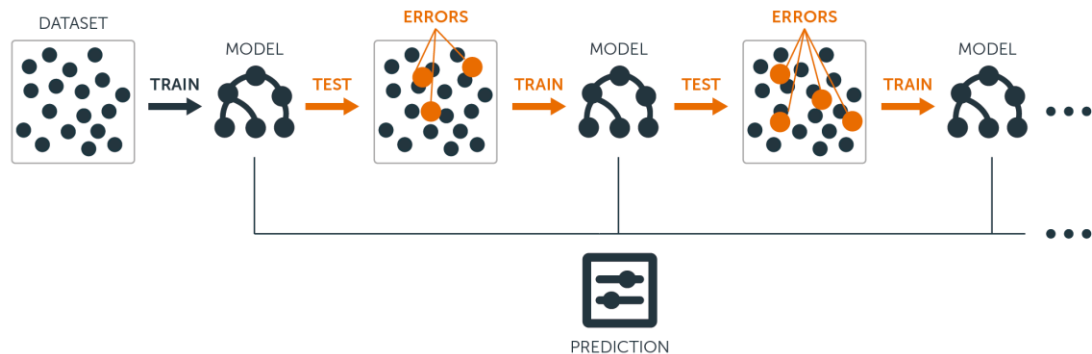 DATASET
ERRORS
ERRORS
MODEL
MODEL
MODEL
TRAIN
TEST
TRAIN
TEST
TRAIN
PREDICTION